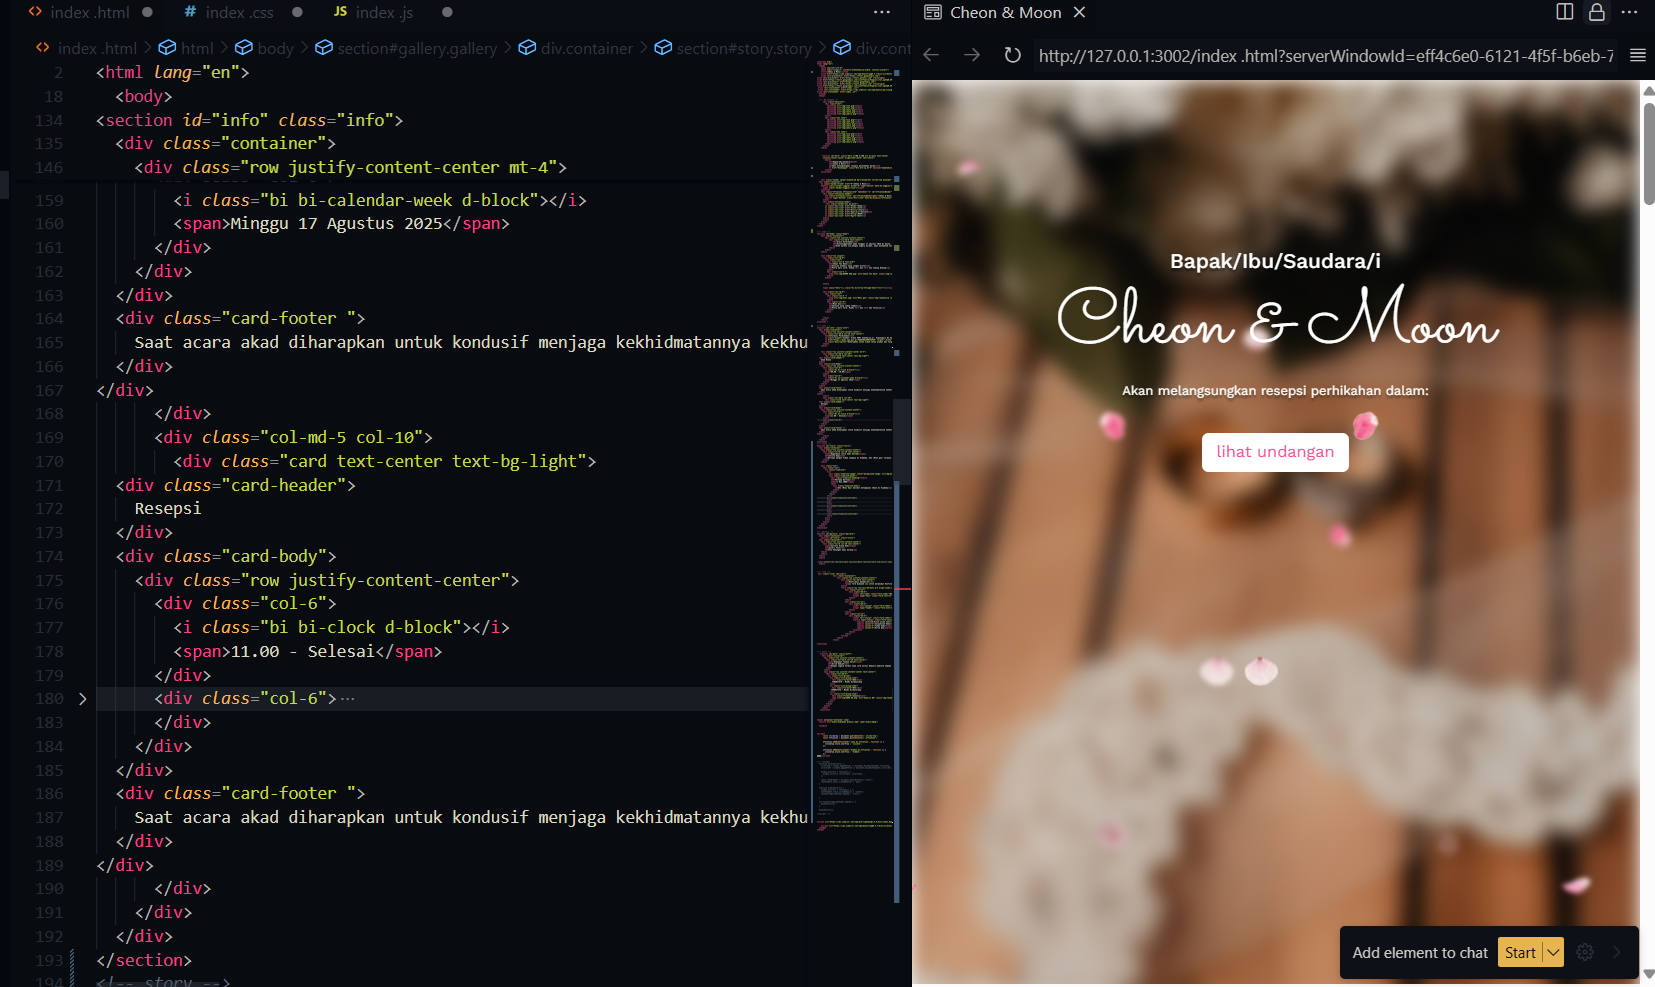 index .html
index .css
JS index .js
Cheon & Moon
index .html > html > body > section#gallery.gallery > div.container > section#story.story > div.cont
http://127.0.0.1:3002/index .html?serverWindowId=eff4c6e0-6121-4f5f-b6eb-7
2 <html lang="en">
18 <body>
134 <section id="info" class="info">
135 <div class="container">
146 <div class="row justify-content-center mt-4">
159 <i class="bi bi-calendar-week d-block"></i>
160 <span>Minggu 17 Agustus 2025</span>
161 </div>
162 </div>
163 </div>
164 <div class="card-footer ">
165 Saat acara akad diharapkan untuk kondusif menjaga kekhidmatannya kekhu
166 </div>
167 </div>
168 </div>
169 <div class="col-md-5 col-10">
170 <div class="card text-center text-bg-light">
171 <div class="card-header">
172 Resepsi
173 </div>
174 <div class="card-body">
175 <div class="row justify-content-center">
176 <div class="col-6">
177 <i class="bi bi-clock d-block"></i>
178 <span>11.00 - Selesai</span>
179 </div>
180 <div class="col-6">…
183 </div>
184 </div>
185 </div>
186 <div class="card-footer ">
187 Saat acara akad diharapkan untuk kondusif menjaga kekhidmatannya kekhu
188 </div>
189 </div>
190 </div>
191 </div>
192 </div>
193 </section>
194 <!-- story -->
Bapak/Ibu/Saudara/i
Cheon & Moon
Akan melangsungkan resepsi perhikahan dalam:
lihat undangan
Add element to chat Start